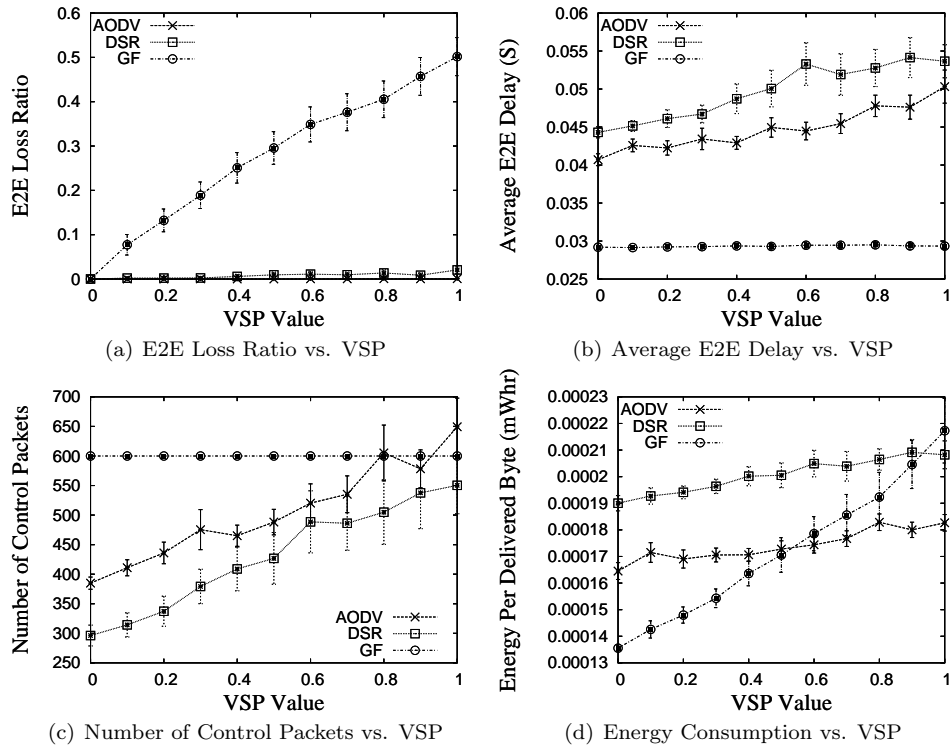 0.6
0.5
0.4
0.3
0.2
0.1
0
E2E Loss Ratio
AODV
DSR
GF
0 0.2 0.4 0.6 0.8 1
VSP Value
(a) E2E Loss Ratio vs. VSP
0.06
0.055
0.05
0.045
0.04
0.035
0.03
0.025
Average E2E Delay (S)
AODV
DSR
GF
0 0.2 0.4 0.6 0.8 1
VSP Value
(b) Average E2E Delay vs. VSP
700
650
600
550
500
450
400
350
300
250
Number of Control Packets
AODV
DSR
GF
0 0.2 0.4 0.6 0.8 1
VSP Value
(c) Number of Control Packets vs. VSP
0.00023
0.00022
0.00021
0.0002
0.00019
0.00018
0.00017
0.00016
0.00015
0.00014
0.00013
Energy Per Delivered Byte (mWhr)
AODV
DSR
GF
0 0.2 0.4 0.6 0.8 1
VSP Value
(d) Energy Consumption vs. VSP